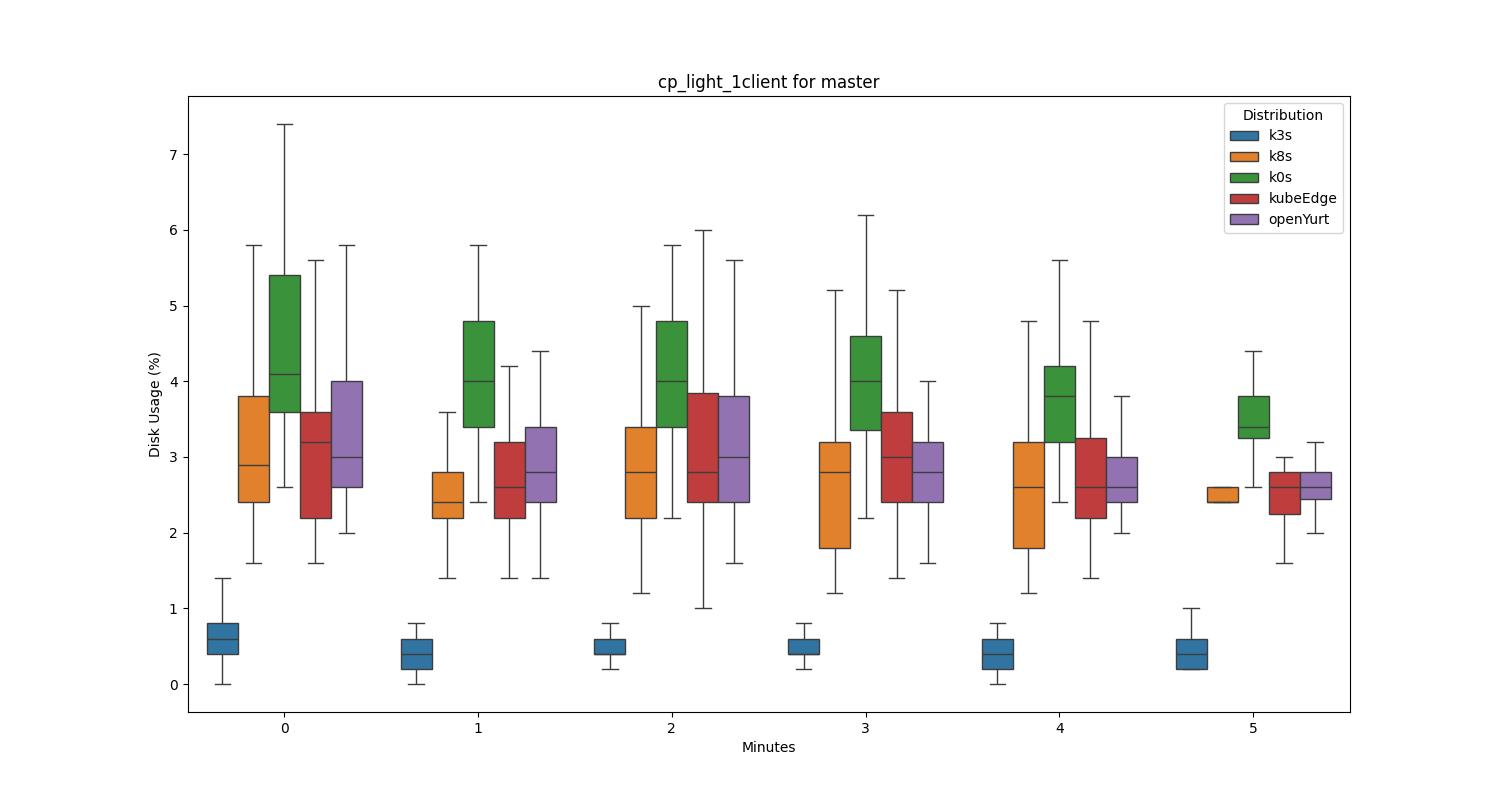 cp_light_1client for master
Distribution
k3s
k8s
k0s
kubeEdge
openYurt
Disk Usage (%)
7
6
5
4
3
2
1
0
0 1 2 3 4 5
Minutes